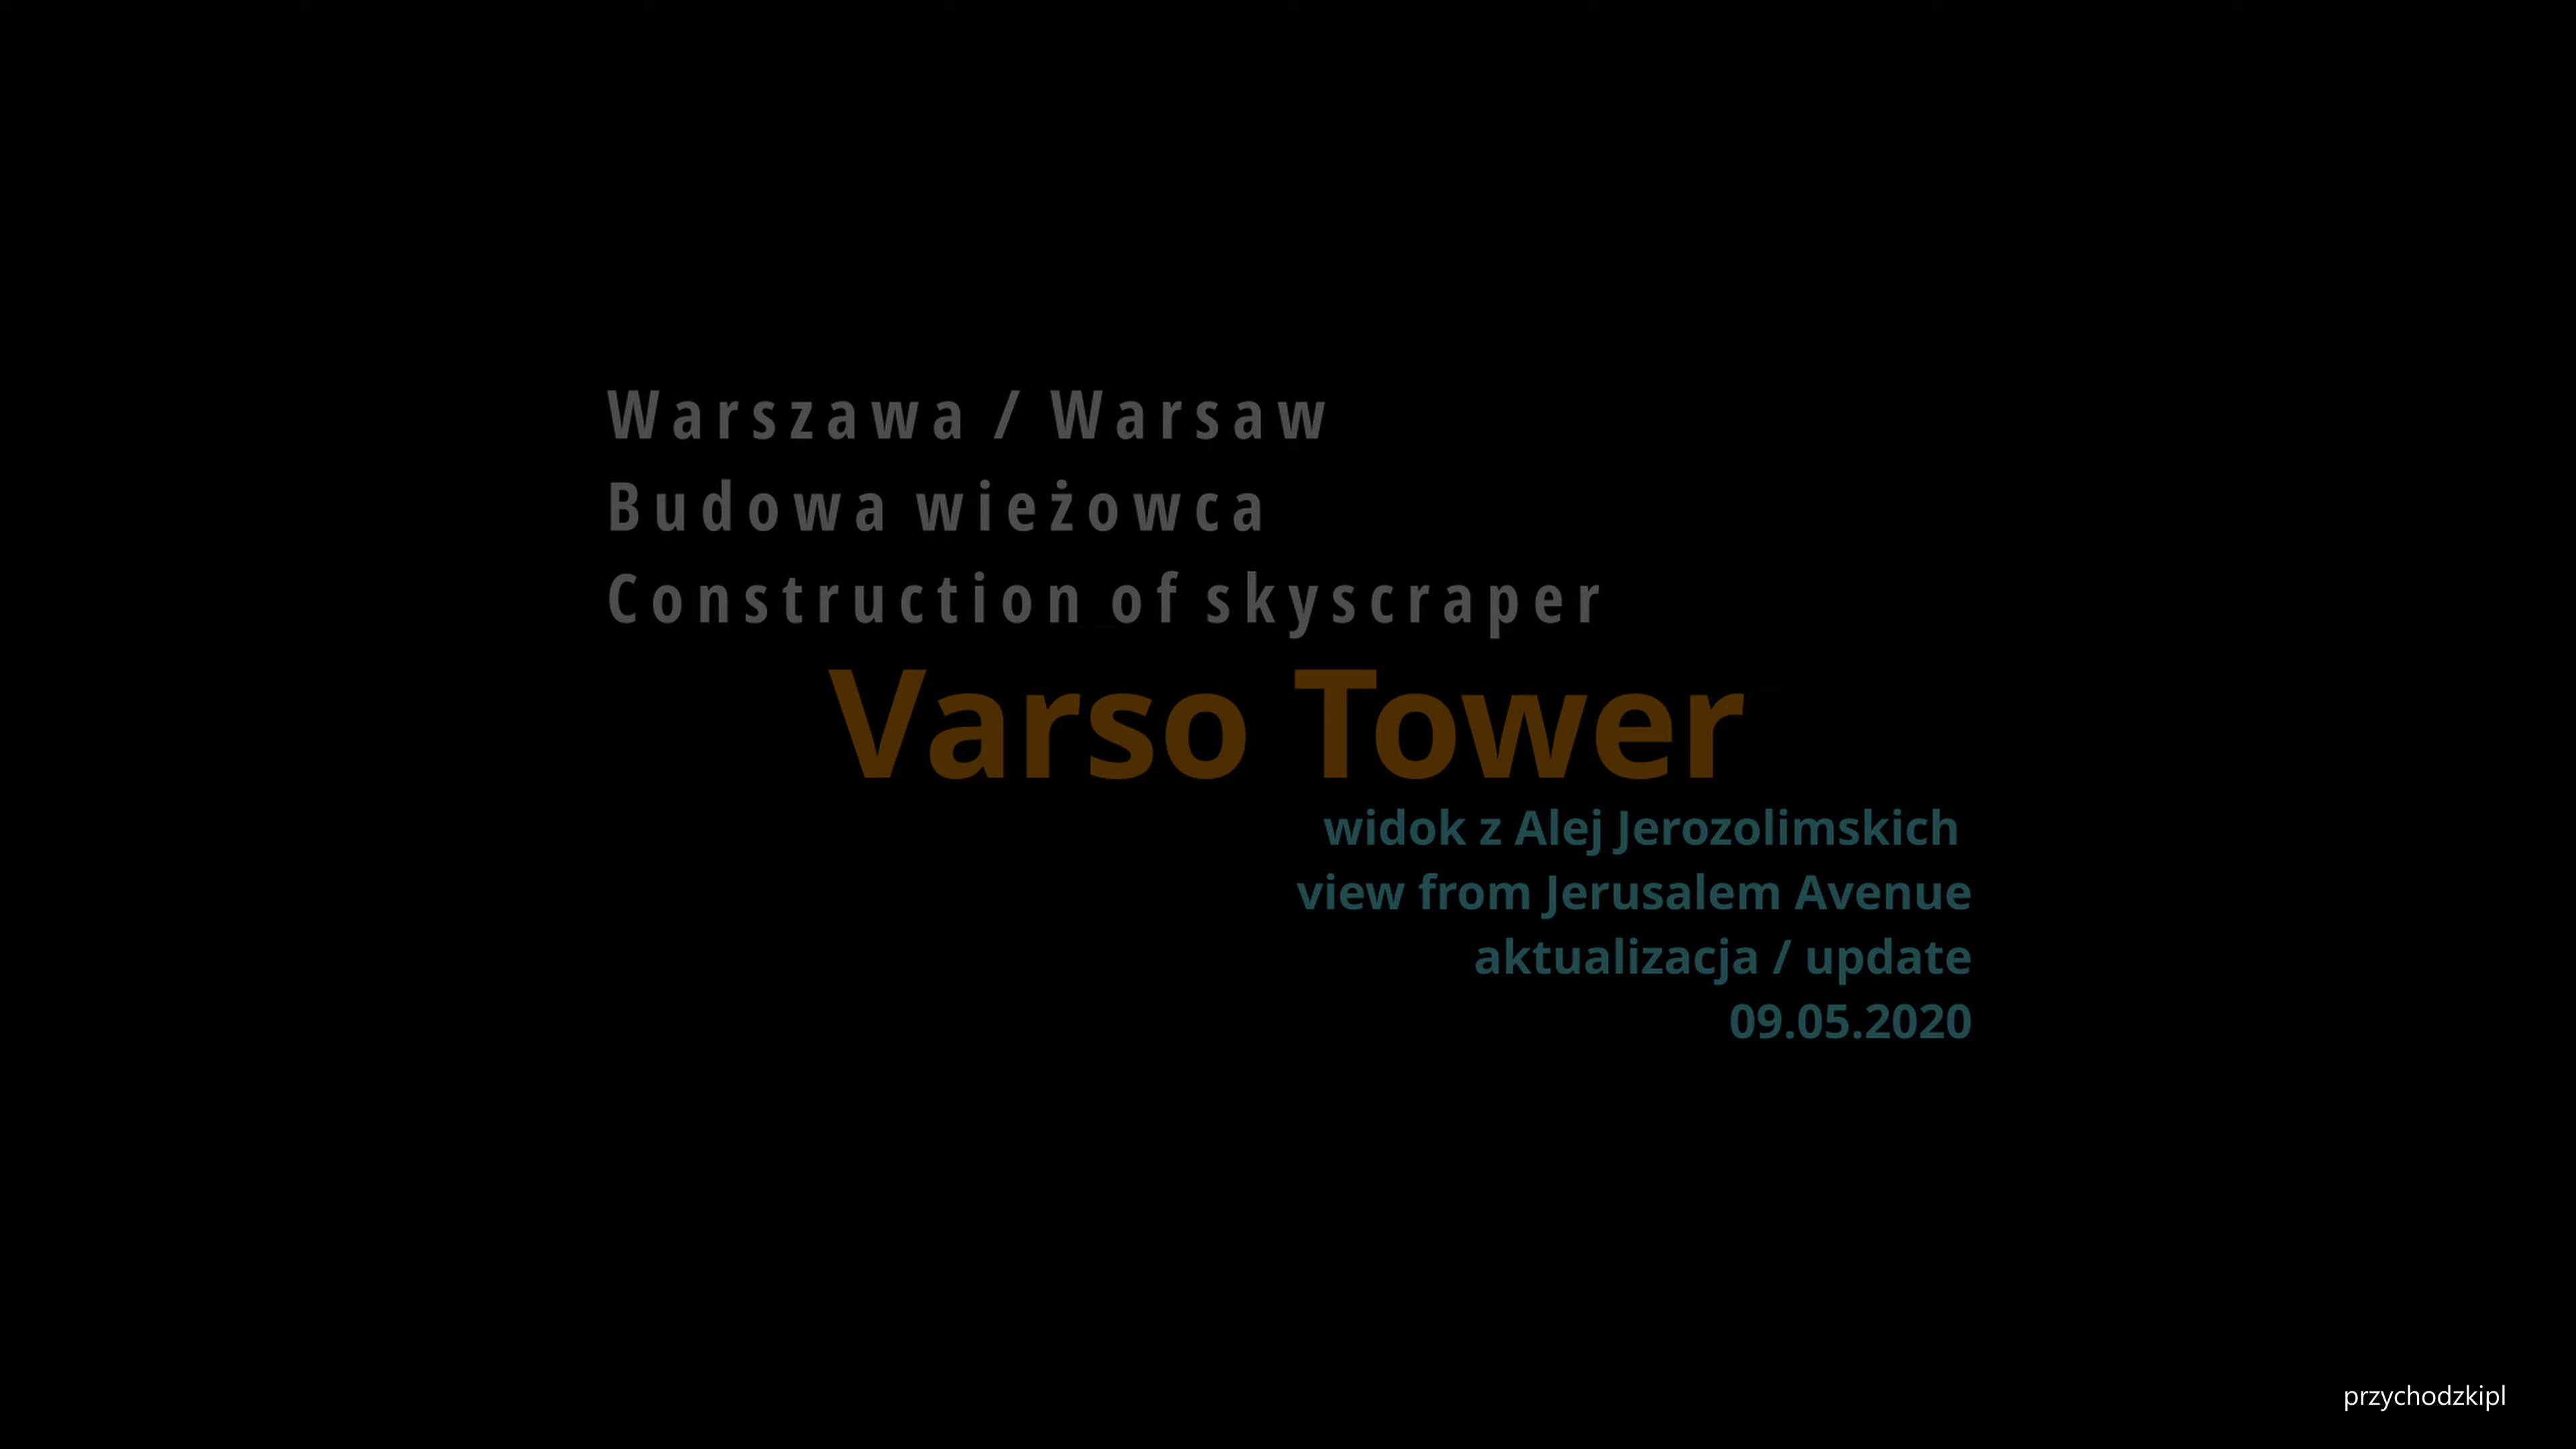 Warszawa / Warsaw
Budowa wieżowca
Construction of skyscraper
Varso Tower
widok z Alej Jerozolimskich
view from Jerusalem Avenue
aktualizacja / update
09.05.2020
przychodzkipl